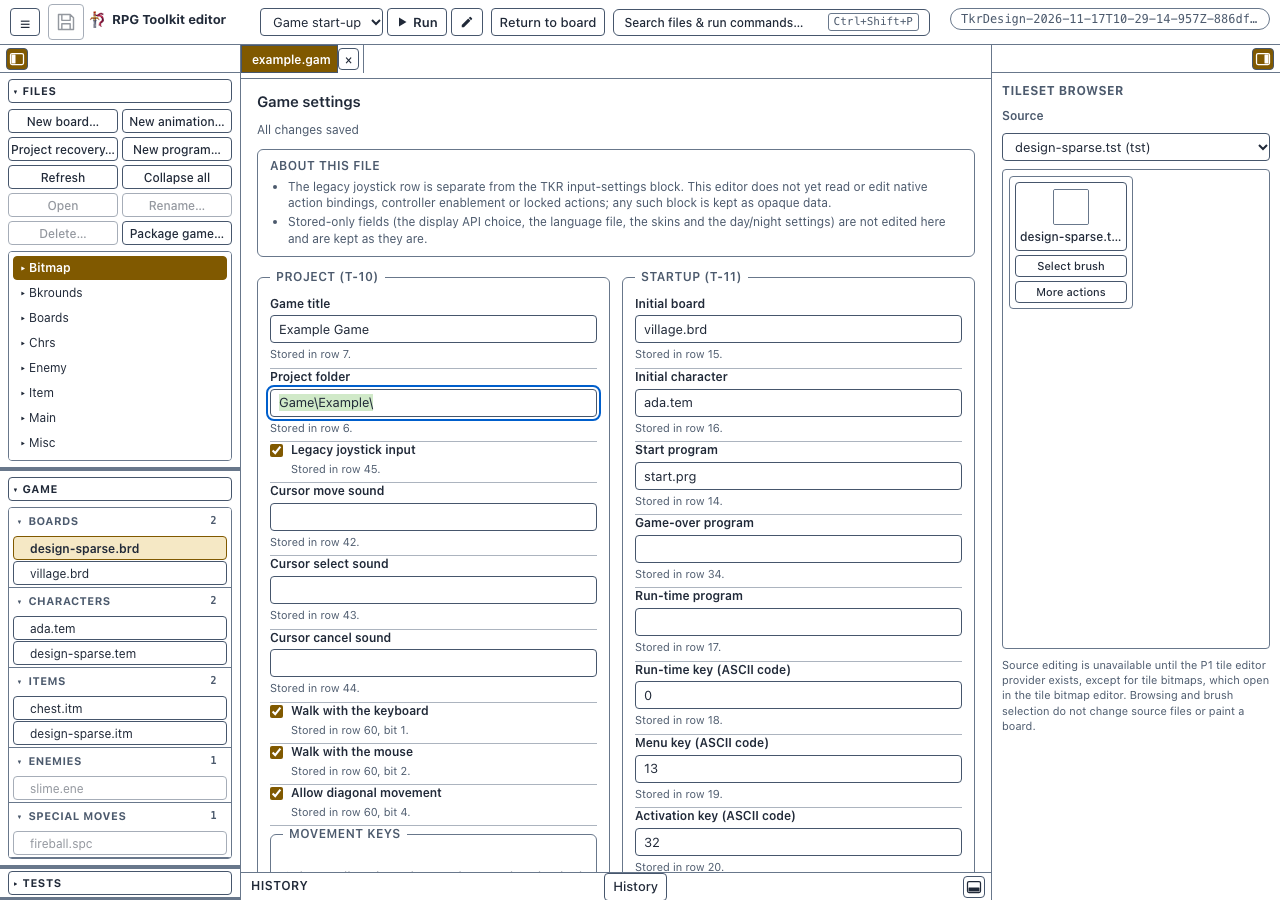 RPG Toolkit editor
Game start-up
Run
Return to board
Search files & run commands...
Ctrl+Shift+P
TkrDesign-2026-11-17T10-29-14-957Z-886df…
FILES
New board...
New animation...
Project recovery...
New program...
Refresh
Collapse all
Open
Rename...
Delete...
Package game...
Bitmap
Bkrounds
Boards
Chrs
Enemy
Item
Main
Misc
GAME
BOARDS 2
design-sparse.brd
village.brd
CHARACTERS 2
ada.tem
design-sparse.tem
ITEMS 2
chest.itm
design-sparse.itm
ENEMIES 1
slime.ene
SPECIAL MOVES 1
fireball.spc
TESTS
example.gam x
Game settings
All changes saved
ABOUT THIS FILE
• The legacy joystick row is separate from the TKR input-settings block. This editor does not yet read or edit native
action bindings, controller enablement or locked actions; any such block is kept as opaque data.
• Stored-only fields (the display API choice, the language file, the skins and the day/night settings) are not edited here
and are kept as they are.
PROJECT (T-10)
Game title
Example Game
Stored in row 7.
Project folder
Game\Example\
Stored in row 6.
Legacy joystick input
Stored in row 45.
Cursor move sound
Stored in row 42.
Cursor select sound
Stored in row 43.
Cursor cancel sound
Stored in row 44.
Walk with the keyboard
Stored in row 60, bit 1.
Walk with the mouse
Stored in row 60, bit 2.
Allow diagonal movement
Stored in row 60, bit 4.
MOVEMENT KEYS
STARTUP (T-11)
Initial board
village.brd
Stored in row 15.
Initial character
ada.tem
Stored in row 16.
Start program
start.prg
Stored in row 14.
Game-over program
Stored in row 34.
Run-time program
Stored in row 17.
Run-time key (ASCII code)
0
Stored in row 18.
Menu key (ASCII code)
13
Stored in row 19.
Activation key (ASCII code)
32
Stored in row 20.
HISTORY
History
TILESET BROWSER
Source
design-sparse.tst (tst)
design-sparse.t...
Select brush
More actions
Source editing is unavailable until the P1 tile editor
provider exists, except for tile bitmaps, which open
in the tile bitmap editor. Browsing and brush
selection do not change source files or paint a
board.